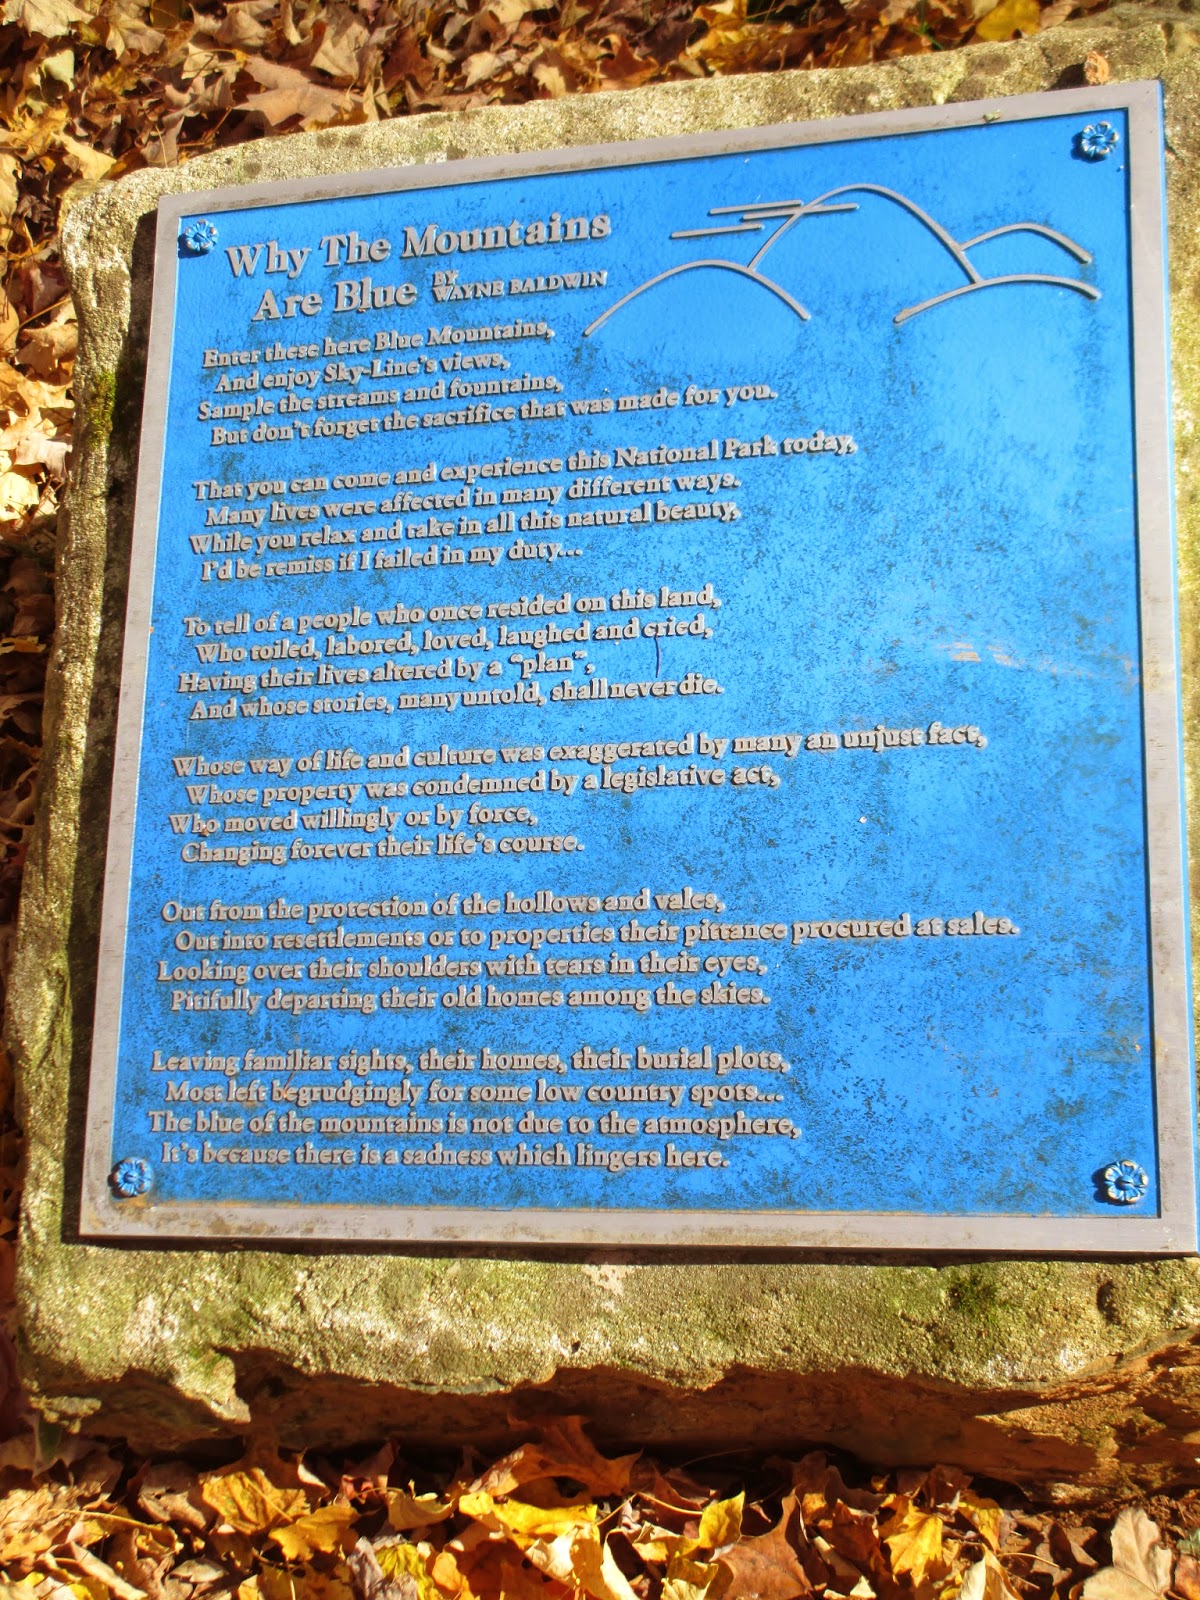 Why The Mountains
Are Blue BY
WAYNE BALDWIN
Enter these here Blue Mountains,
And enjoy Sky-Line's views,
Sample the streams and fountains,
But don't forget the sacrifice that was made for you.
That you can come and experience this National Park today,
Many lives were affected in many different ways.
While you relax and take in all this natural beauty,
I'd be remiss if I failed in my duty...
To tell of a people who once resided on this land,
Who toiled, labored, loved, laughed and cried,
Having their lives altered by a "plan",
And whose stories, many untold, shall never die.
Whose way of life and culture was exaggerated by many an unjust fact,
Whose property was condemned by a legislative act,
Who moved willingly or by force,
Changing forever their life's course.
Out from the protection of the hollows and vales,
Out into resettlements or to properties their pittance procured at sales.
Looking over their shoulders with tears in their eyes,
Pitifully departing their old homes among the skies.
Leaving familiar sights, their homes, their burial plots,
Most left begrudgingly for some low country spots...
The blue of the mountains is not due to the atmosphere,
It's because there is a sadness which lingers here.